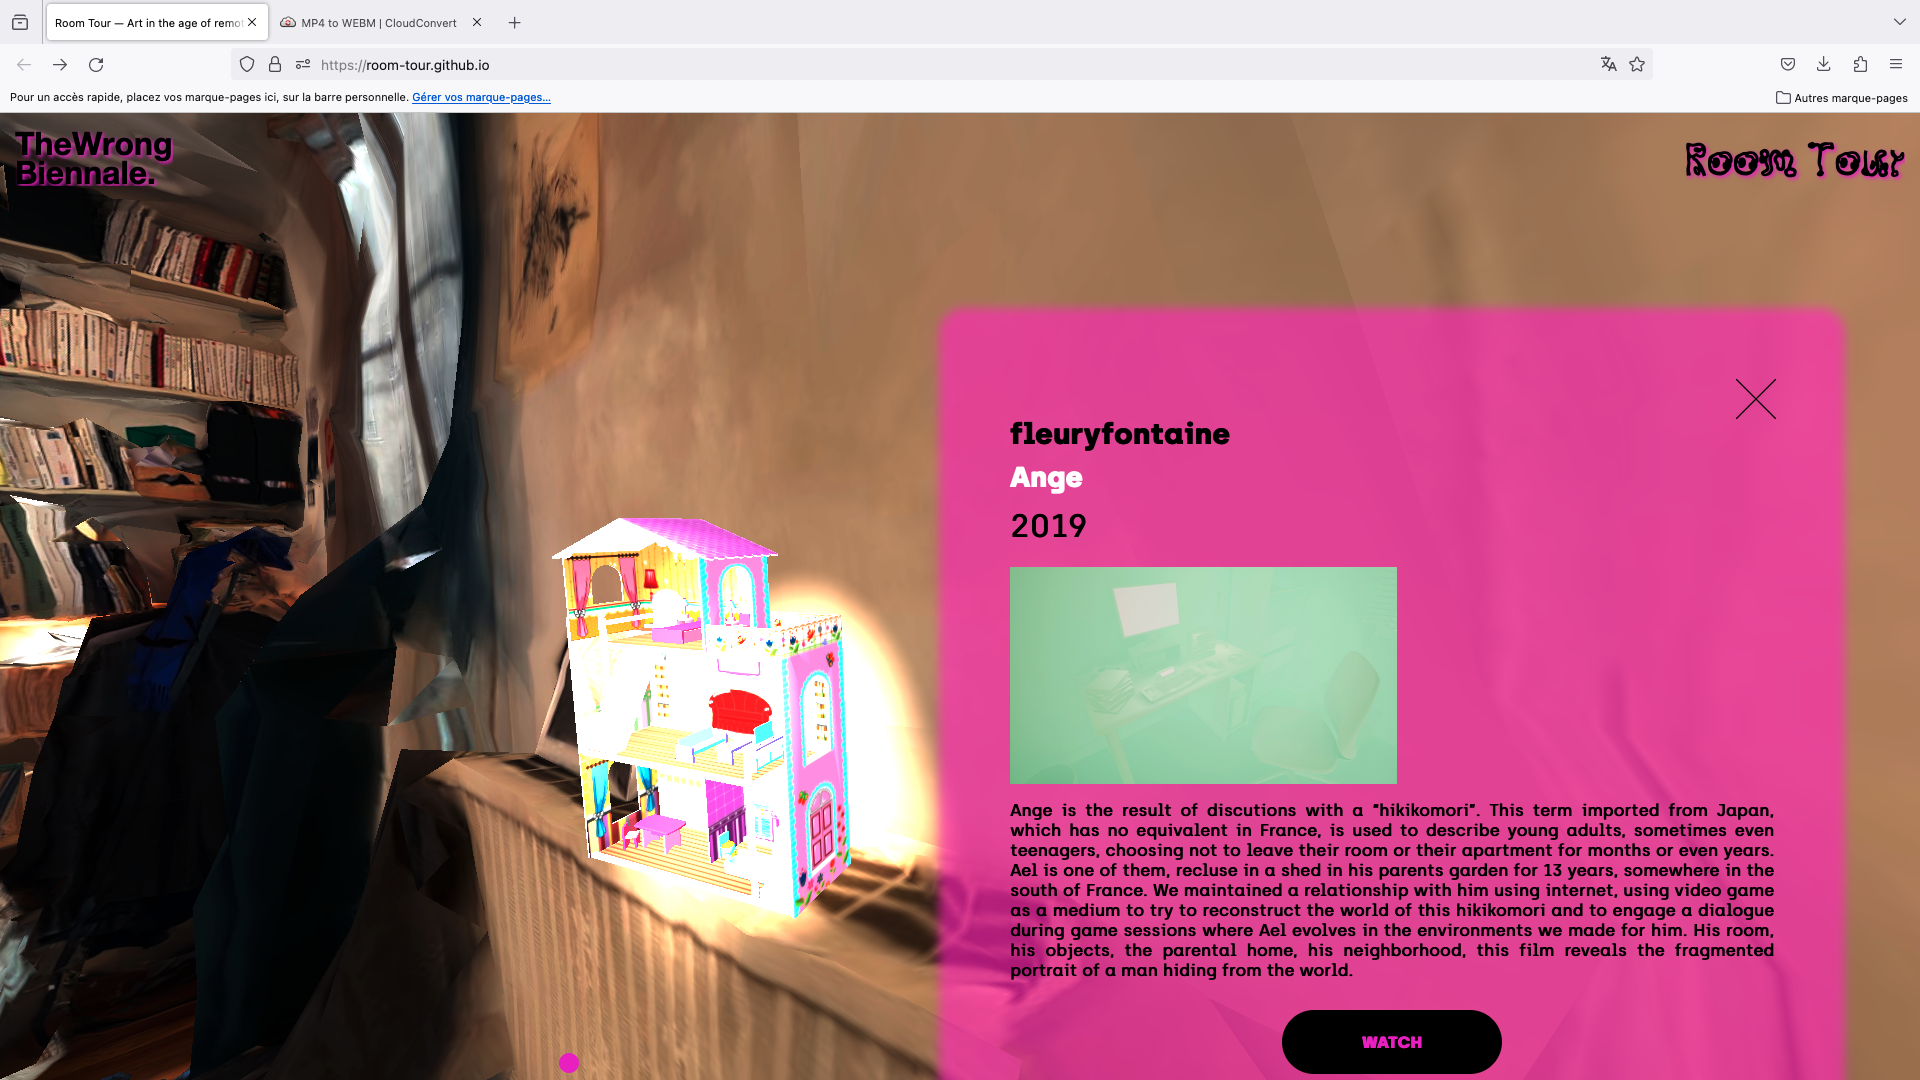 Room Tour — Art in the age of remot
MP4 to WEBM | CloudConvert
https://room-tour.github.io
Pour un accès rapide, placez vos marque-pages ici, sur la barre personnelle. Gérer vos marque-pages...
Autres marque-pages
TheWrong
Biennale.
Room Tour
fleuryfontaine
Ange
2019
Ange is the result of discutions with a "hikikomori". This term imported from Japan,
which has no equivalent in France, is used to describe young adults, sometimes even
teenagers, choosing not to leave their room or their apartment for months or even years.
Ael is one of them, recluse in a shed in his parents garden for 13 years, somewhere in the
south of France. We maintained a relationship with him using internet, using video game
as a medium to try to reconstruct the world of this hikikomori and to engage a dialogue
during game sessions where Ael evolves in the environments we made for him. His room,
his objects, the parental home, his neighborhood, this film reveals the fragmented
portrait of a man hiding from the world.
WATCH